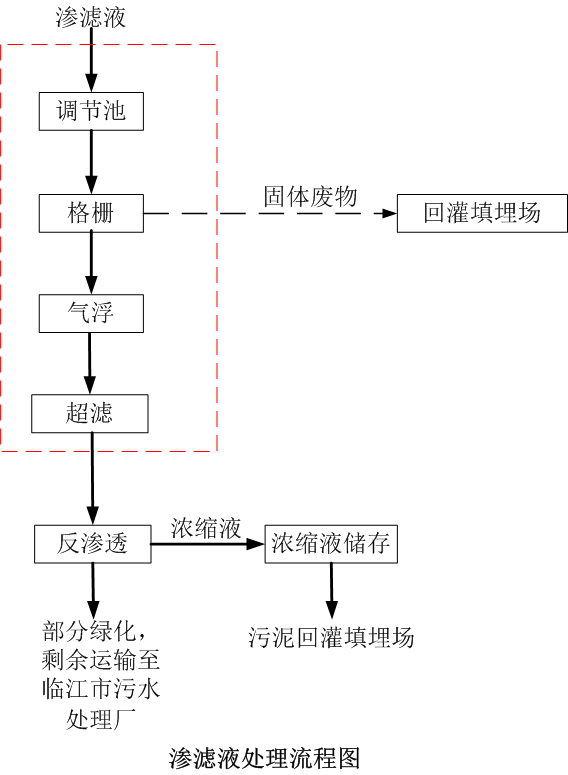 渗滤液
调节池
格栅
固体废物
回灌填埋场
气浮
超滤
反渗透
浓缩液
浓缩液储存
部分绿化，
剩余运输至
临江市污水
处理厂
污泥回灌填埋场
渗滤液处理流程图